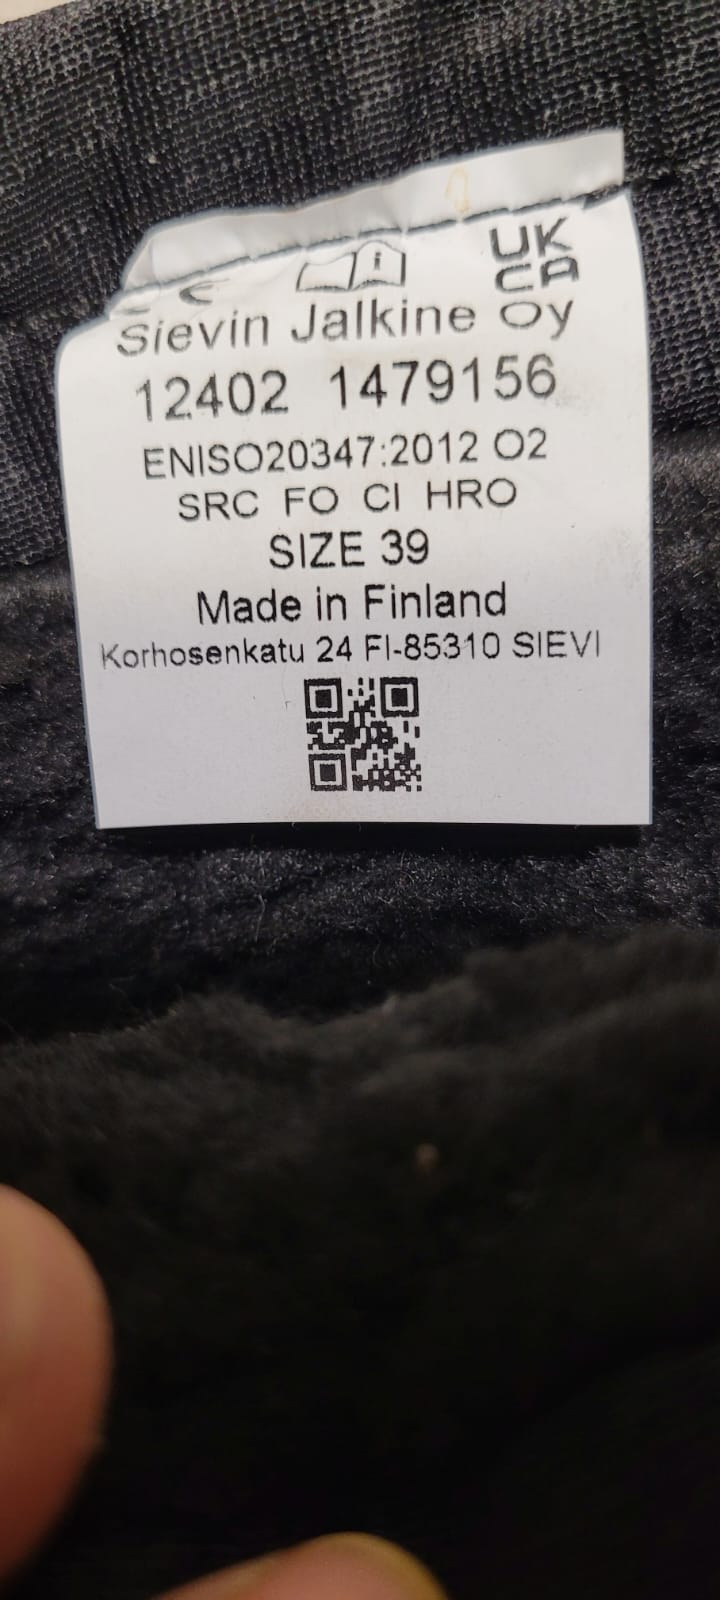 CE i UK
CA
Sievin Jalkine Oy
12402 1479156
ENISO20347:2012 O2
SRC FO CI HRO
SIZE 39
Made in Finland
Korhosenkatu 24 FI-85310 SIEVI